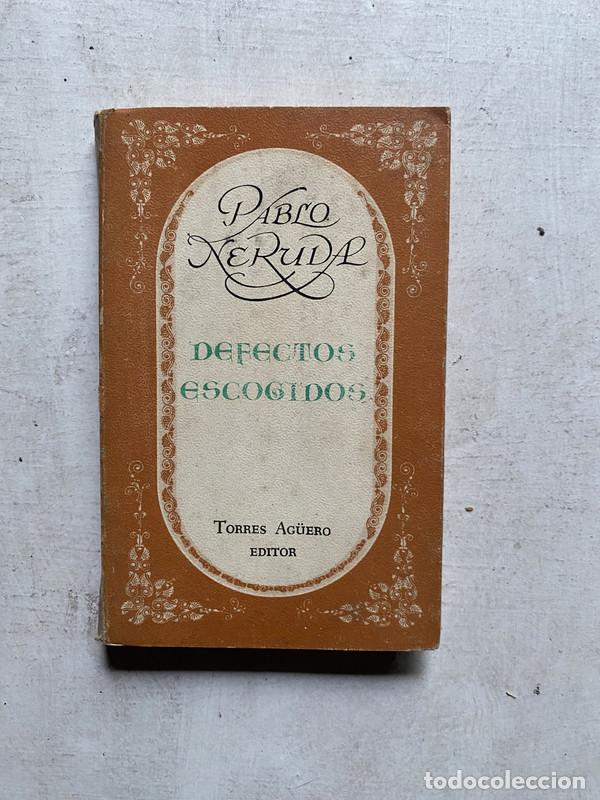 PABLO
NERUDA
DEFECTOS
ESCOGIDOS
TORRES AGÜERO
EDITOR
todocoleccion